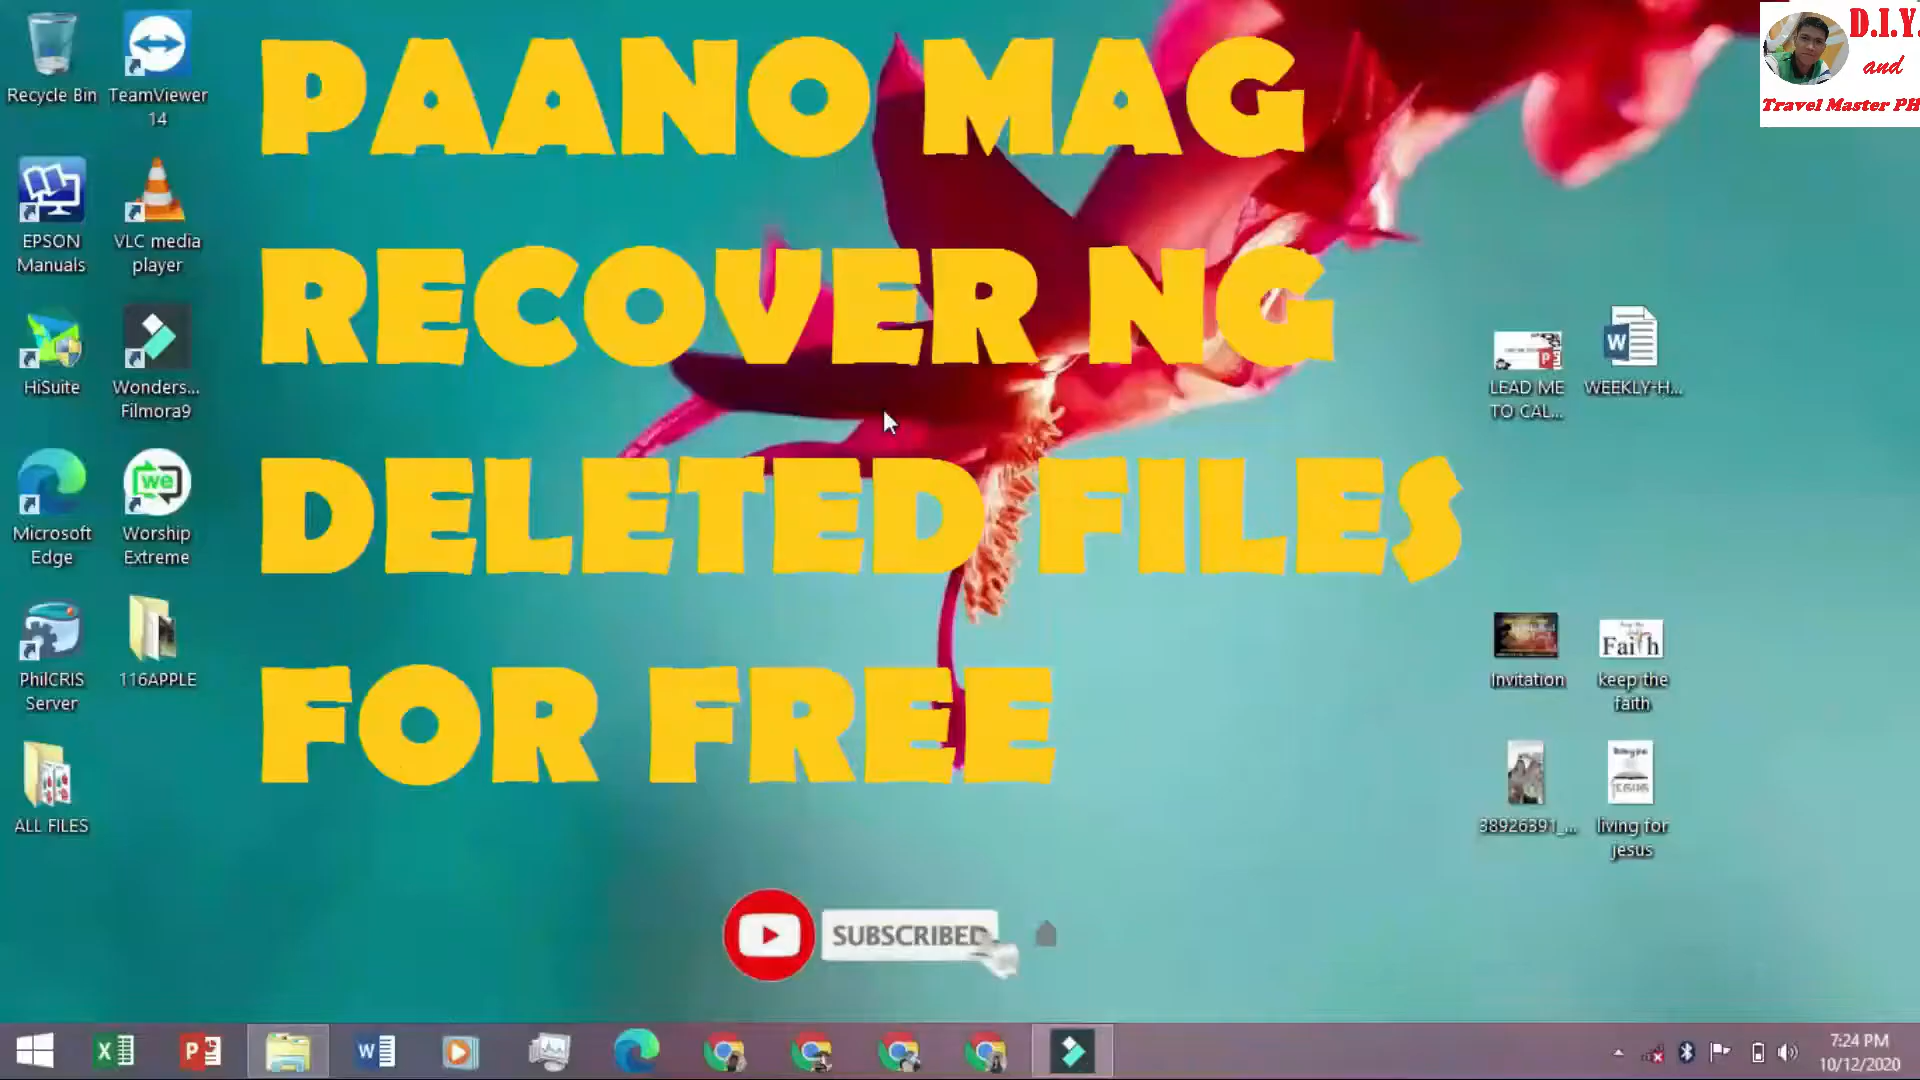 Recycle Bin
TeamViewer
14
EPSON
Manuals
VLC media
player
HiSuite
Wonders...
Filmora9
Microsoft
Edge
Worship
Extreme
PhilCRIS
Server
116APPLE
ALL FILES
PAANO MAG
RECOVER NG
DELETED FILES
FOR FREE
D.I.Y.
and
Travel Master PH
LEAD ME
TO CAL...
WEEKLY-H...
Invitation
Faith
keep the
faith
38926391_...
JESUS
living for
jesus
SUBSCRIBED
7:24 PM
10/12/2020